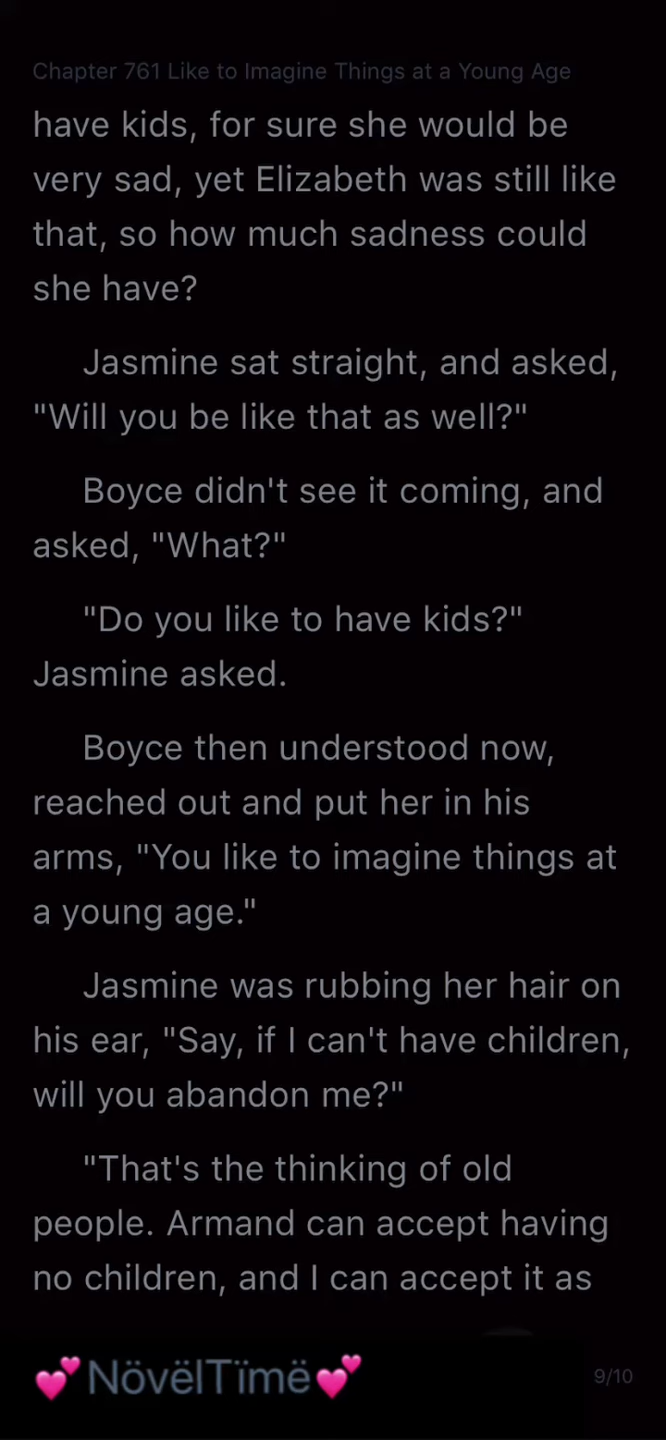 Chapter 761 Like to Imagine Things at a Young Age
have kids, for sure she would be
very sad, yet Elizabeth was still like
that, so how much sadness could
she have?
Jasmine sat straight, and asked,
"Will you be like that as well?"
Boyce didn't see it coming, and
asked, "What?"
"Do you like to have kids?"
Jasmine asked.
Boyce then understood now,
reached out and put her in his
arms, "You like to imagine things at
a young age."
Jasmine was rubbing her hair on
his ear, "Say, if I can't have children,
will you abandon me?"
"That's the thinking of old
people. Armand can accept having
no children, and I can accept it as
💕NövëlTïmë💕
9/10